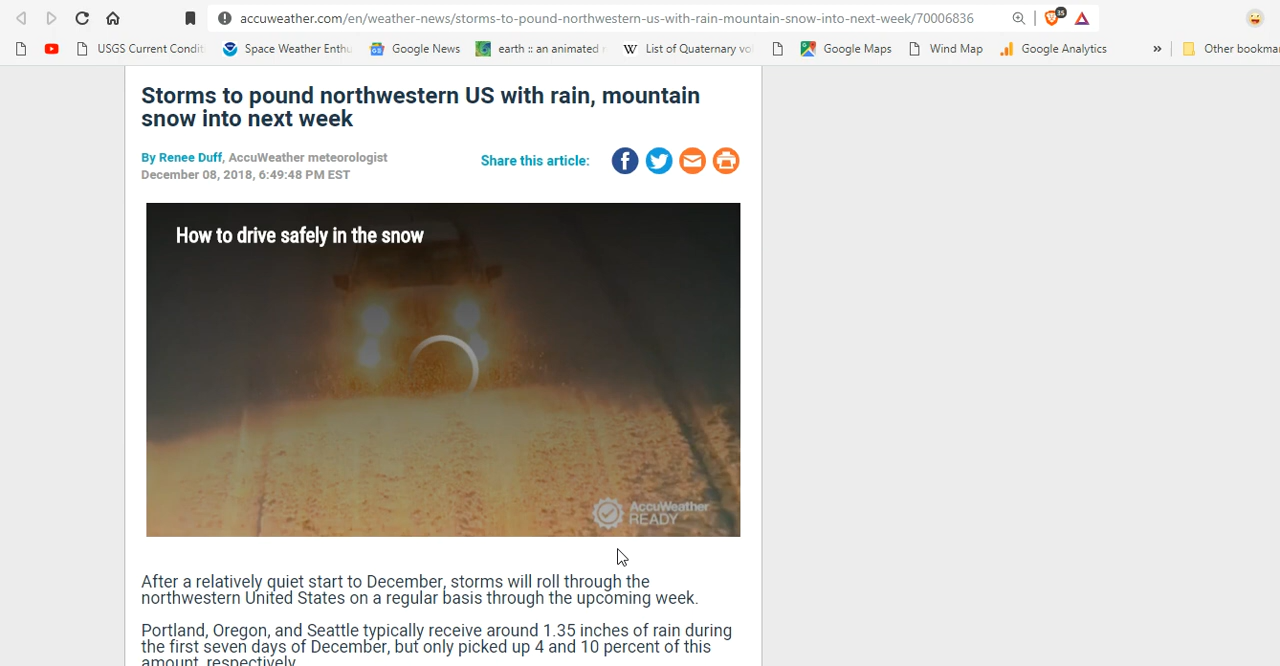 accuweather.com/en/weather-news/storms-to-pound-northwestern-us-with-rain-mountain-snow-into-next-week/70006836
35
USGS Current Condit
Space Weather Enthu
Google News
earth :: an animated
W List of Quaternary vo
Google Maps
Wind Map
Google Analytics
»
Other bookma
Storms to pound northwestern US with rain, mountain
snow into next week
By Renee Duff, AccuWeather meteorologist
December 08, 2018, 6:49:48 PM EST
Share this article:
How to drive safely in the snow
AccuWeather
READY
After a relatively quiet start to December, storms will roll through the
northwestern United States on a regular basis through the upcoming week.
Portland, Oregon, and Seattle typically receive around 1.35 inches of rain during
the first seven days of December, but only picked up 4 and 10 percent of this
amount, respectively